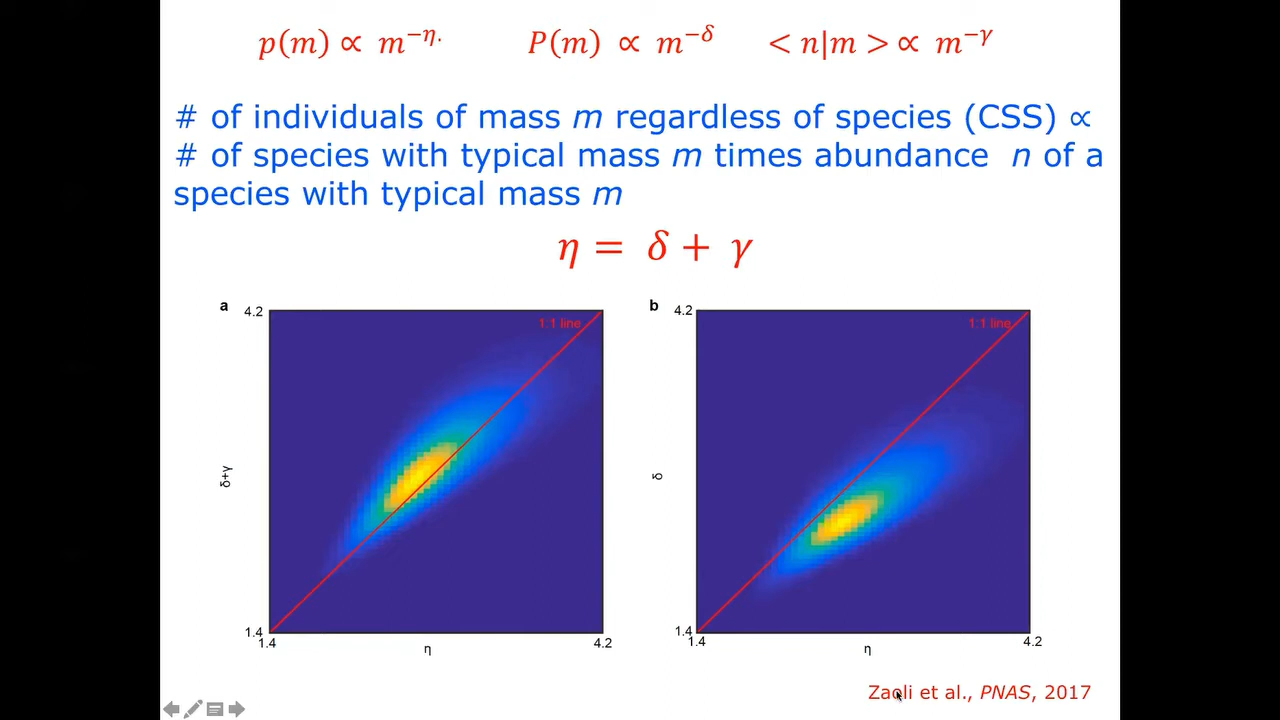 p(m) ∝ m^{−η}. P(m) ∝ m^{−δ} < n|m > ∝ m^{−γ}
# of individuals of mass m regardless of species (CSS) ∝
# of species with typical mass m times abundance n of a
species with typical mass m
η = δ + γ
a
4.2
1:1 line
δ+γ
1.4
1.4
4.2
η
b
4.2
1:1 line
δ
1.4
1.4
4.2
η
Zaoli et al., PNAS, 2017